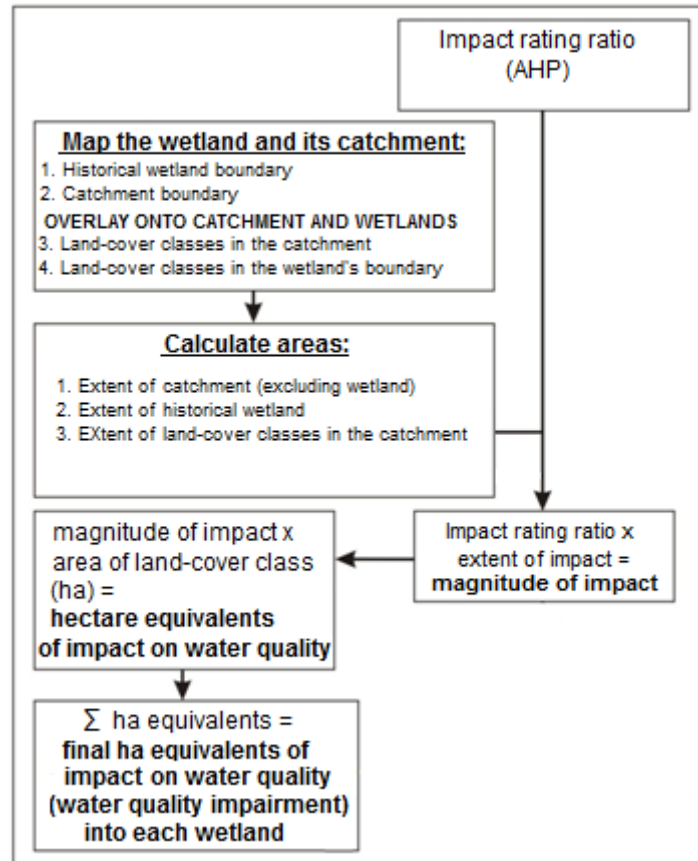 Impact rating ratio
(AHP)
Map the wetland and its catchment:
1. Historical wetland boundary
2. Catchment boundary
OVERLAY ONTO CATCHMENT AND WETLANDS
3. Land-cover classes in the catchment
4. Land-cover classes in the wetland's boundary
Calculate areas:
1. Extent of catchment (excluding wetland)
2. Extent of historical wetland
3. EXtent of land-cover classes in the catchment
Impact rating ratio x
extent of impact =
magnitude of impact
magnitude of impact x
area of land-cover class
(ha) =
hectare equivalents
of impact on water quality
Σ ha equivalents =
final ha equivalents of
impact on water quality
(water quality impairment)
into each wetland